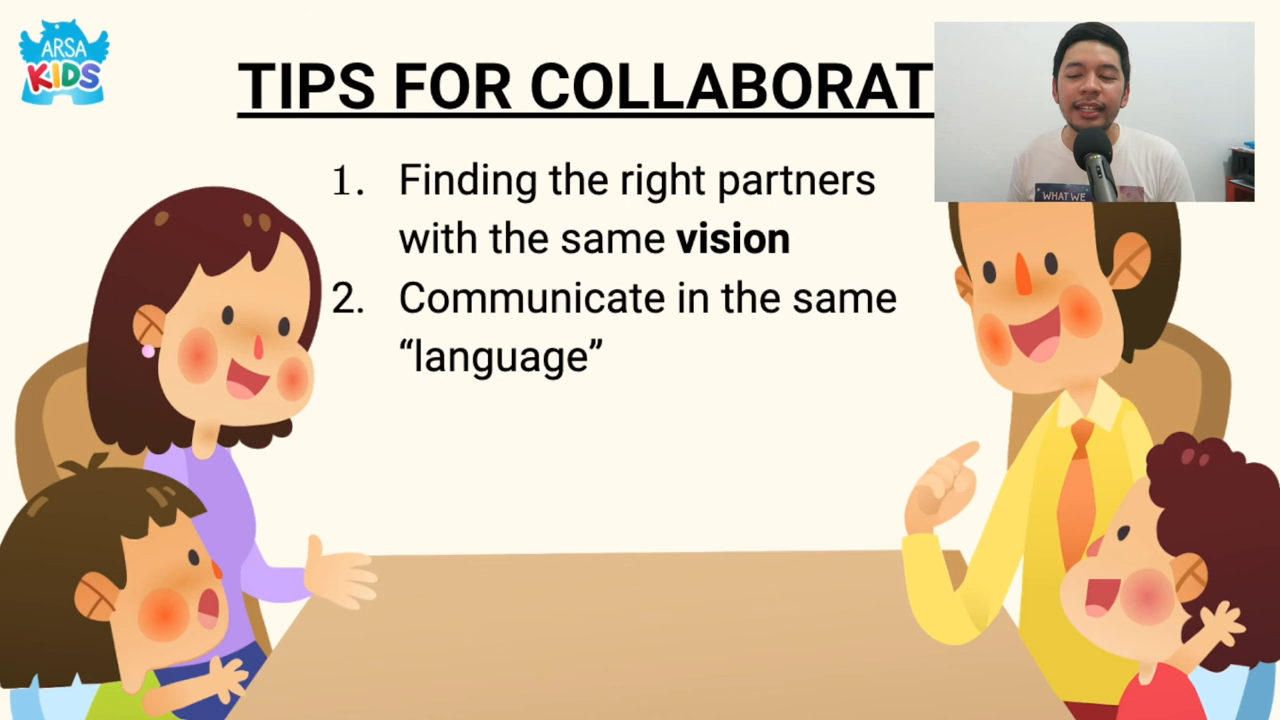 ARSA
KIDS
TIPS FOR COLLABORAT
1. Finding the right partners
with the same vision
2. Communicate in the same
“language”
WHAT WE